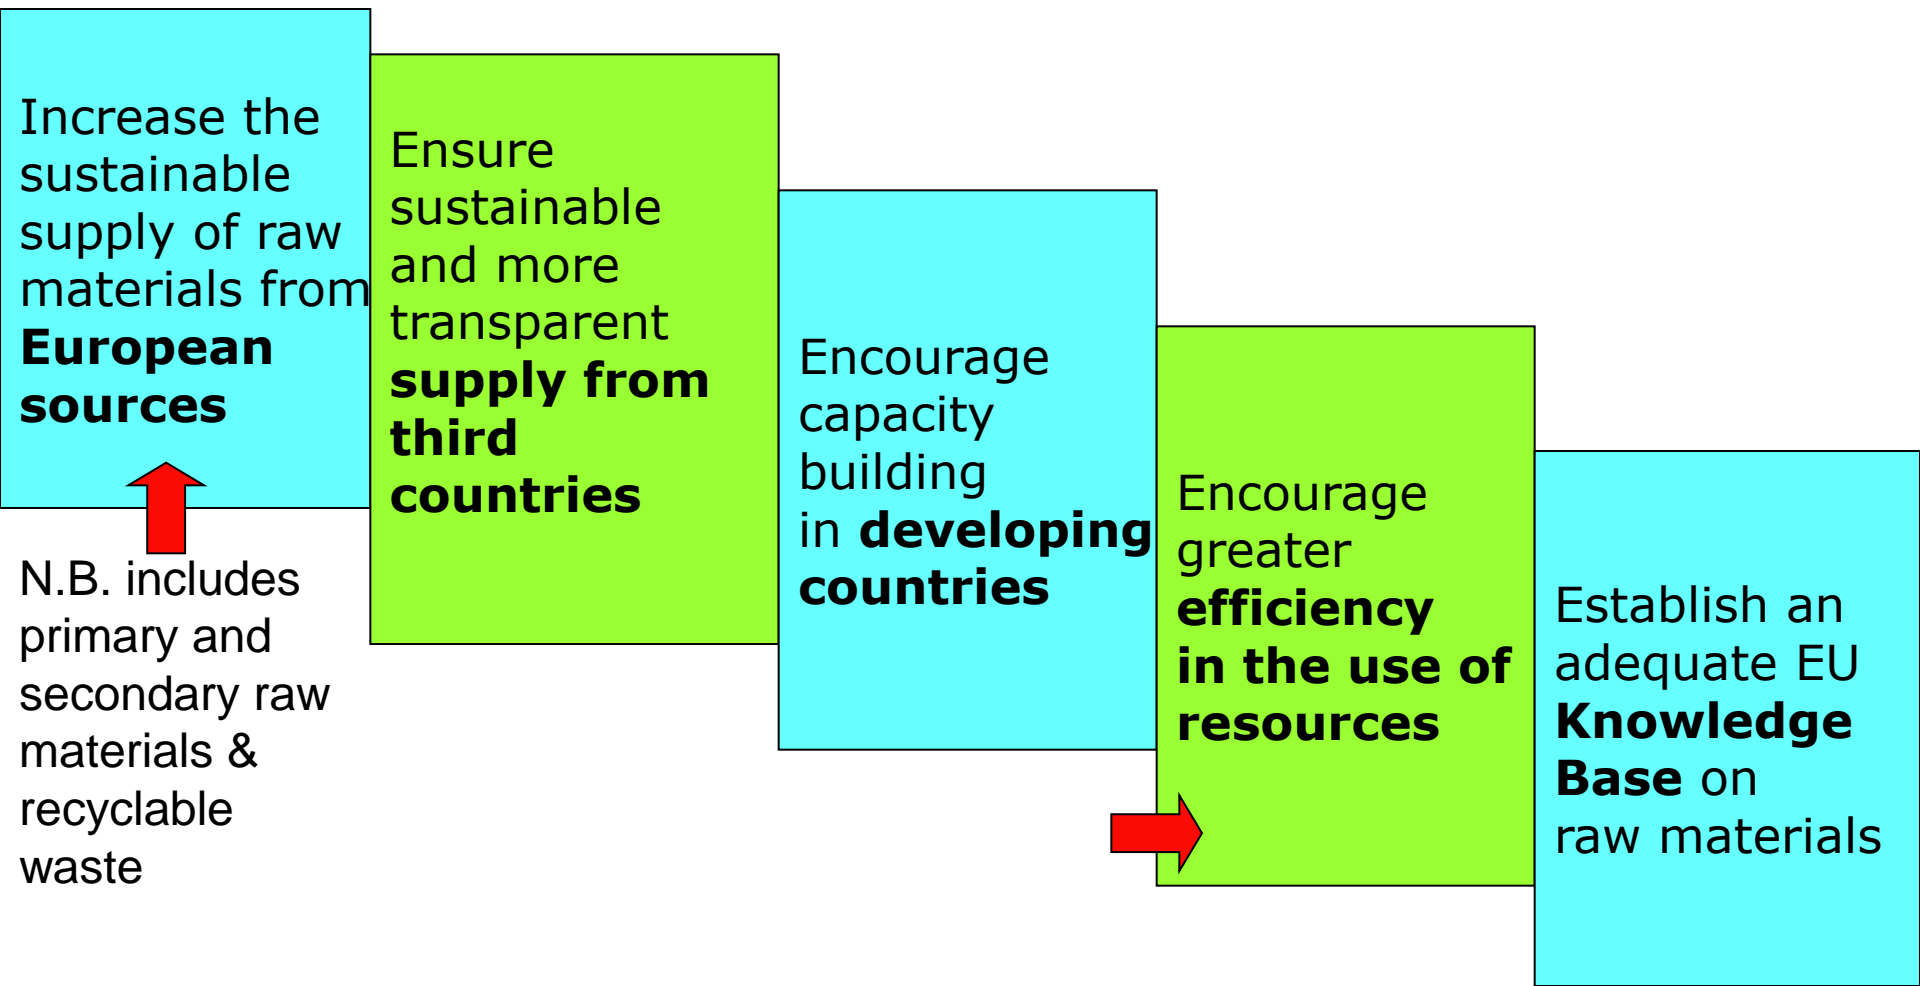 Increase the
sustainable
supply of raw
materials from
European
sources
N.B. includes
primary and
secondary raw
materials &
recyclable
waste
Ensure
sustainable
and more
transparent
supply from
third
countries
Encourage
capacity
building
in developing
countries
Encourage
greater
efficiency
in the use of
resources
Establish an
adequate EU
Knowledge
Base on
raw materials